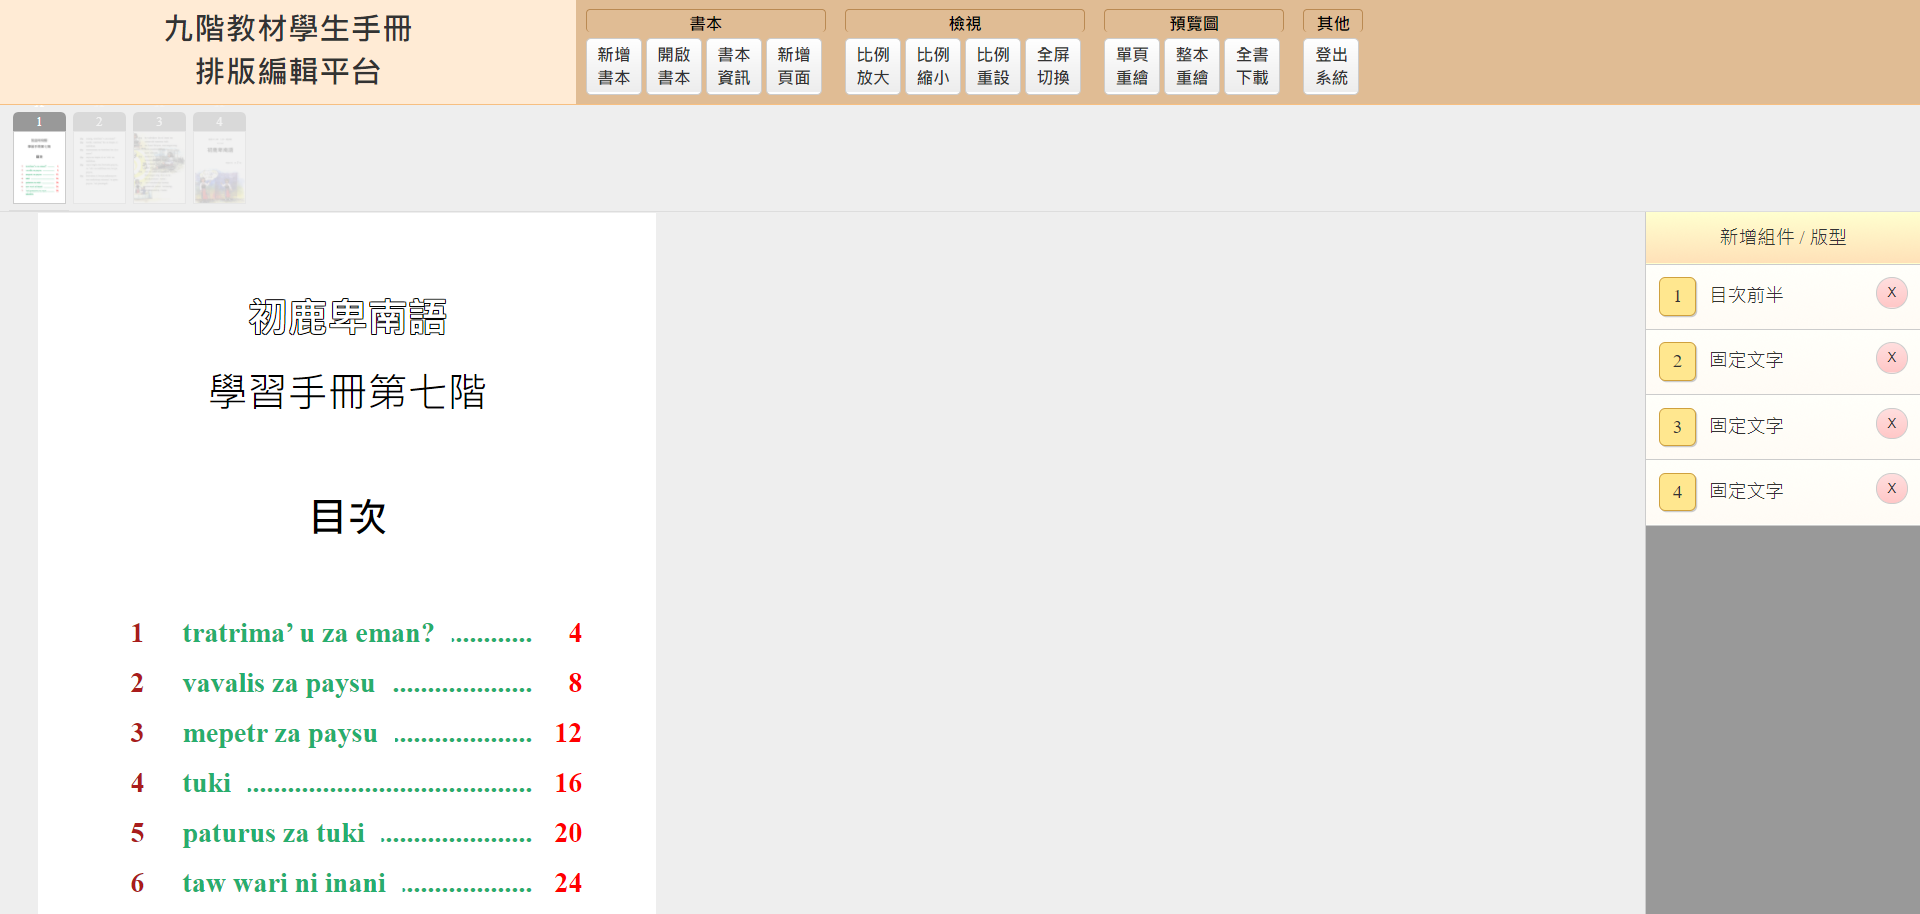 九階教材學生手冊
排版編輯平台
書本
新增書本
開啟書本
書本資訊
新增頁面
檢視
比例放大
比例縮小
比例重設
全屏切換
預覽圖
單頁重繪
整本重繪
全書下載
其他
登出系統
1 2 3 4
初鹿卑南語
學習手冊第七階
目次
1 tratrima’ u za eman? ............ 4
2 vavalis za paysu ..................... 8
3 mepetr za paysu ..................... 12
4 tuki ........................................... 16
5 paturus za tuki ....................... 20
6 taw wari ni inani .................... 24
新增組件 / 版型
1 目次前半 X
2 固定文字 X
3 固定文字 X
4 固定文字 X